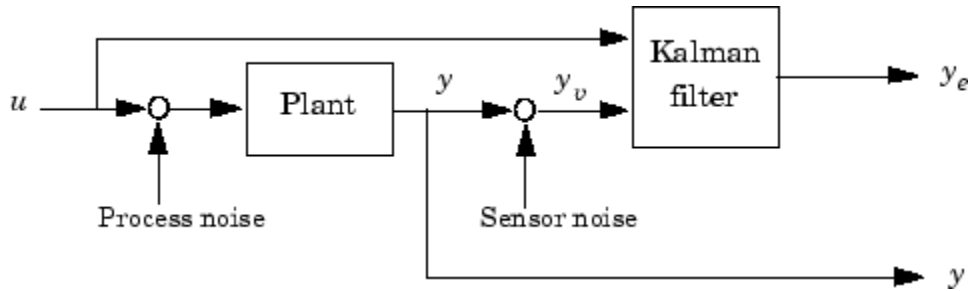 u
Process noise
Plant
y
y_v
Sensor noise
Kalman
filter
y_e
y